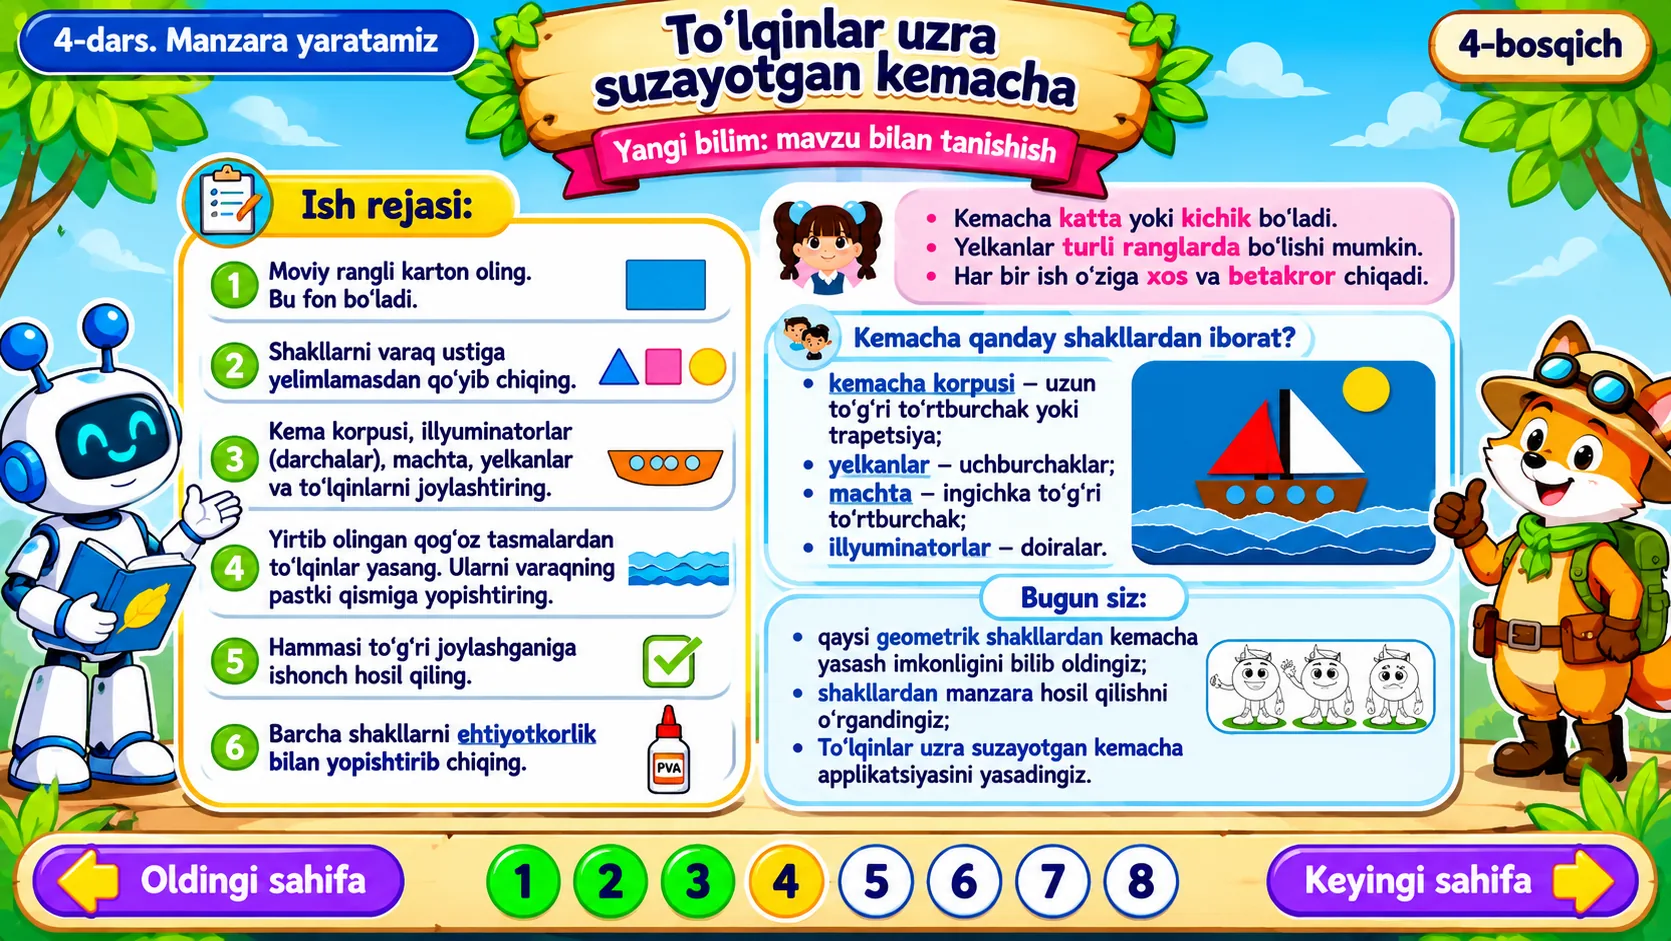 4-dars. Manzara yaratamiz
To‘lqinlar uzra
suzayotgan kemacha
4-bosqich
Yangi bilim: mavzu bilan tanishish
Ish rejasi:
1
Moviy rangli karton oling.
Bu fon bo‘ladi.
2
Shakllarni varaq ustiga
yelimlamasdan qo‘yib chiqing.
3
Kema korpusi, illyuminatorlar
(darchalar), machta, yelkanlar
va to‘lqinlarni joylashtiring.
4
Yirtib olingan qog‘oz tasmalardan
to‘lqinlar yasang. Ularni varaqning
pastki qismiga yopishtiring.
5
Hammasi to‘g‘ri joylashganiga
ishonch hosil qiling.
6
Barcha shakllarni ehtiyotkorlik
bilan yopishtirib chiqing.
PVA
• Kemacha katta yoki kichik bo‘ladi.
• Yelkanlar turli ranglarda bo‘lishi mumkin.
• Har bir ish o‘ziga xos va betakror chiqadi.
Kemacha qanday shakllardan iborat?
• kemacha korpusi – uzun
to‘g‘ri to‘rtburchak yoki
trapetsiya;
• yelkanlar – uchburchaklar;
• machta – ingichka to‘g‘ri
to‘rtburchak;
• illyuminatorlar – doiralar.
Bugun siz:
• qaysi geometrik shakllardan kemacha
yasash imkonligini bilib oldingiz;
• shakllardan manzara hosil qilishni
o‘rgandingiz;
• To‘lqinlar uzra suzayotgan kemacha
applikatsiyasini yasadingiz.
Oldingi sahifa
1 2 3 4 5 6 7 8
Keyingi sahifa